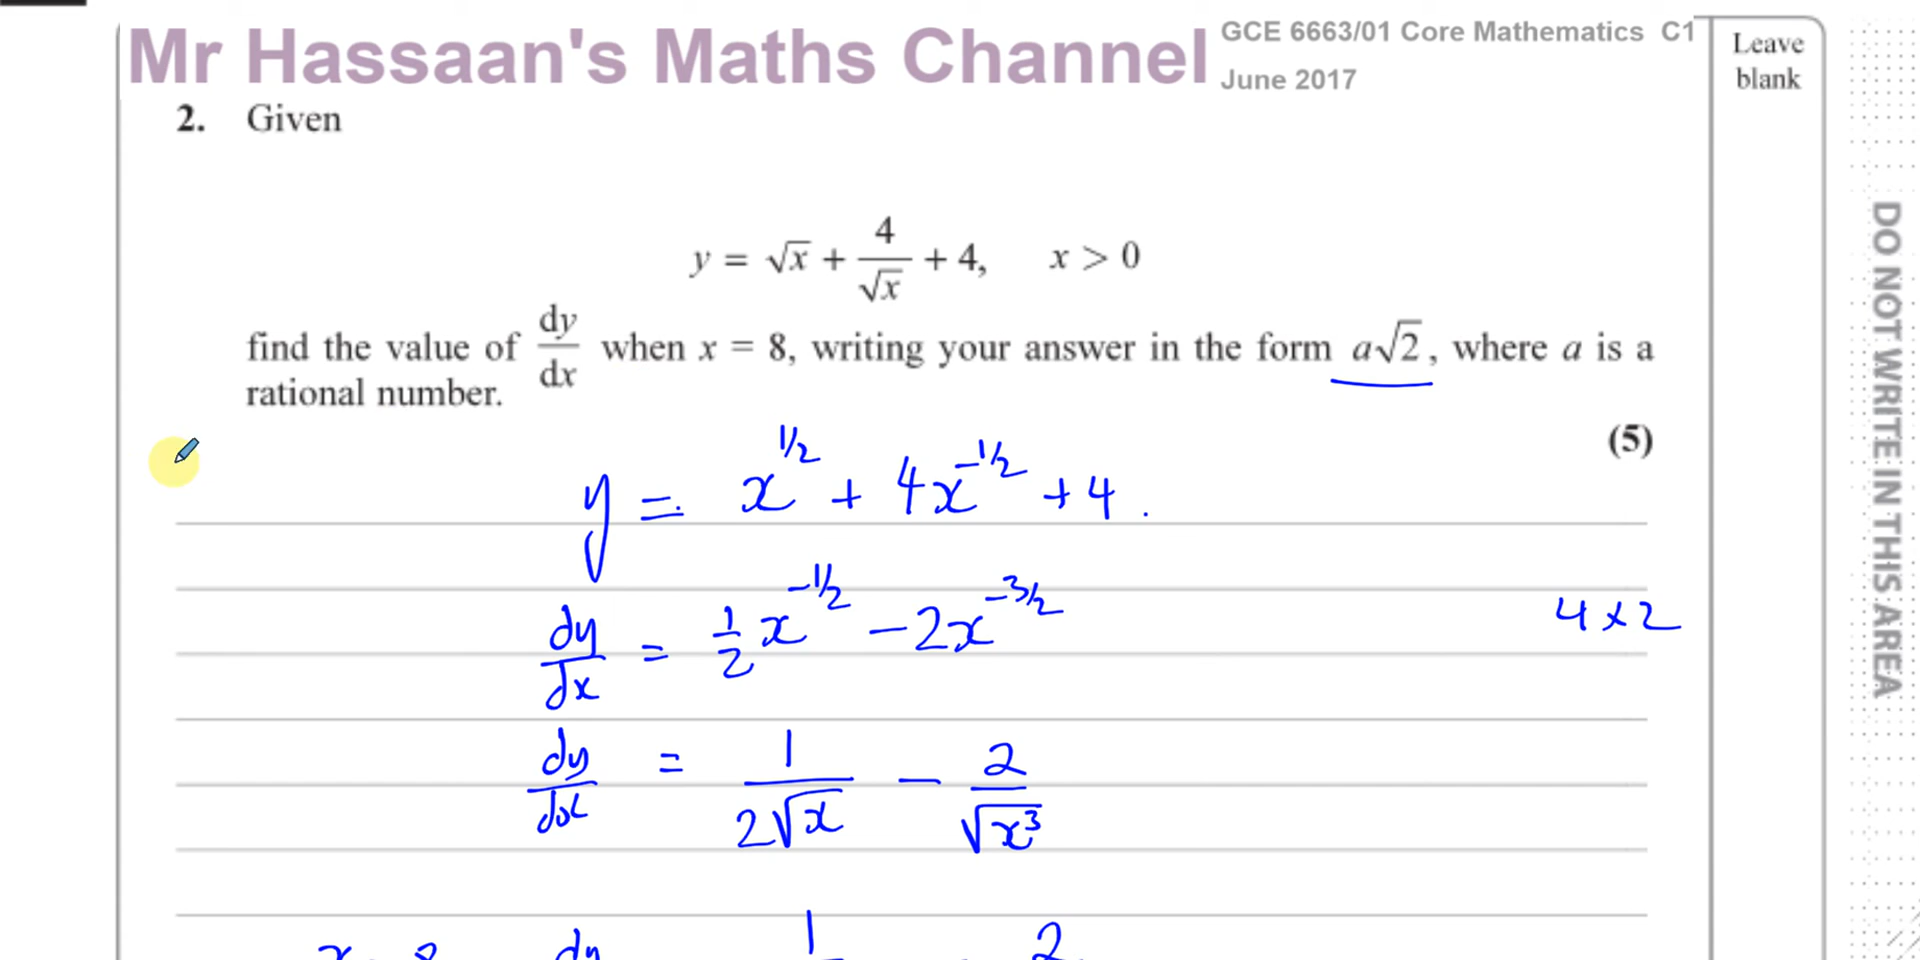 Mr Hassaan's Maths Channel
GCE 6663/01 Core Mathematics C1
June 2017
Leave
blank
2. Given
y = √x + 4/√x + 4, x > 0
find the value of dy/dx when x = 8, writing your answer in the form a√2, where a is a
rational number.
(5)
y = x^1/2 + 4x^-1/2 + 4.
dy/dx = 1/2 x^-1/2 - 2x^-3/2
4 x 2
dy/dx = 1/2√x - 2/√x^3
DO NOT WRITE IN THIS AREA